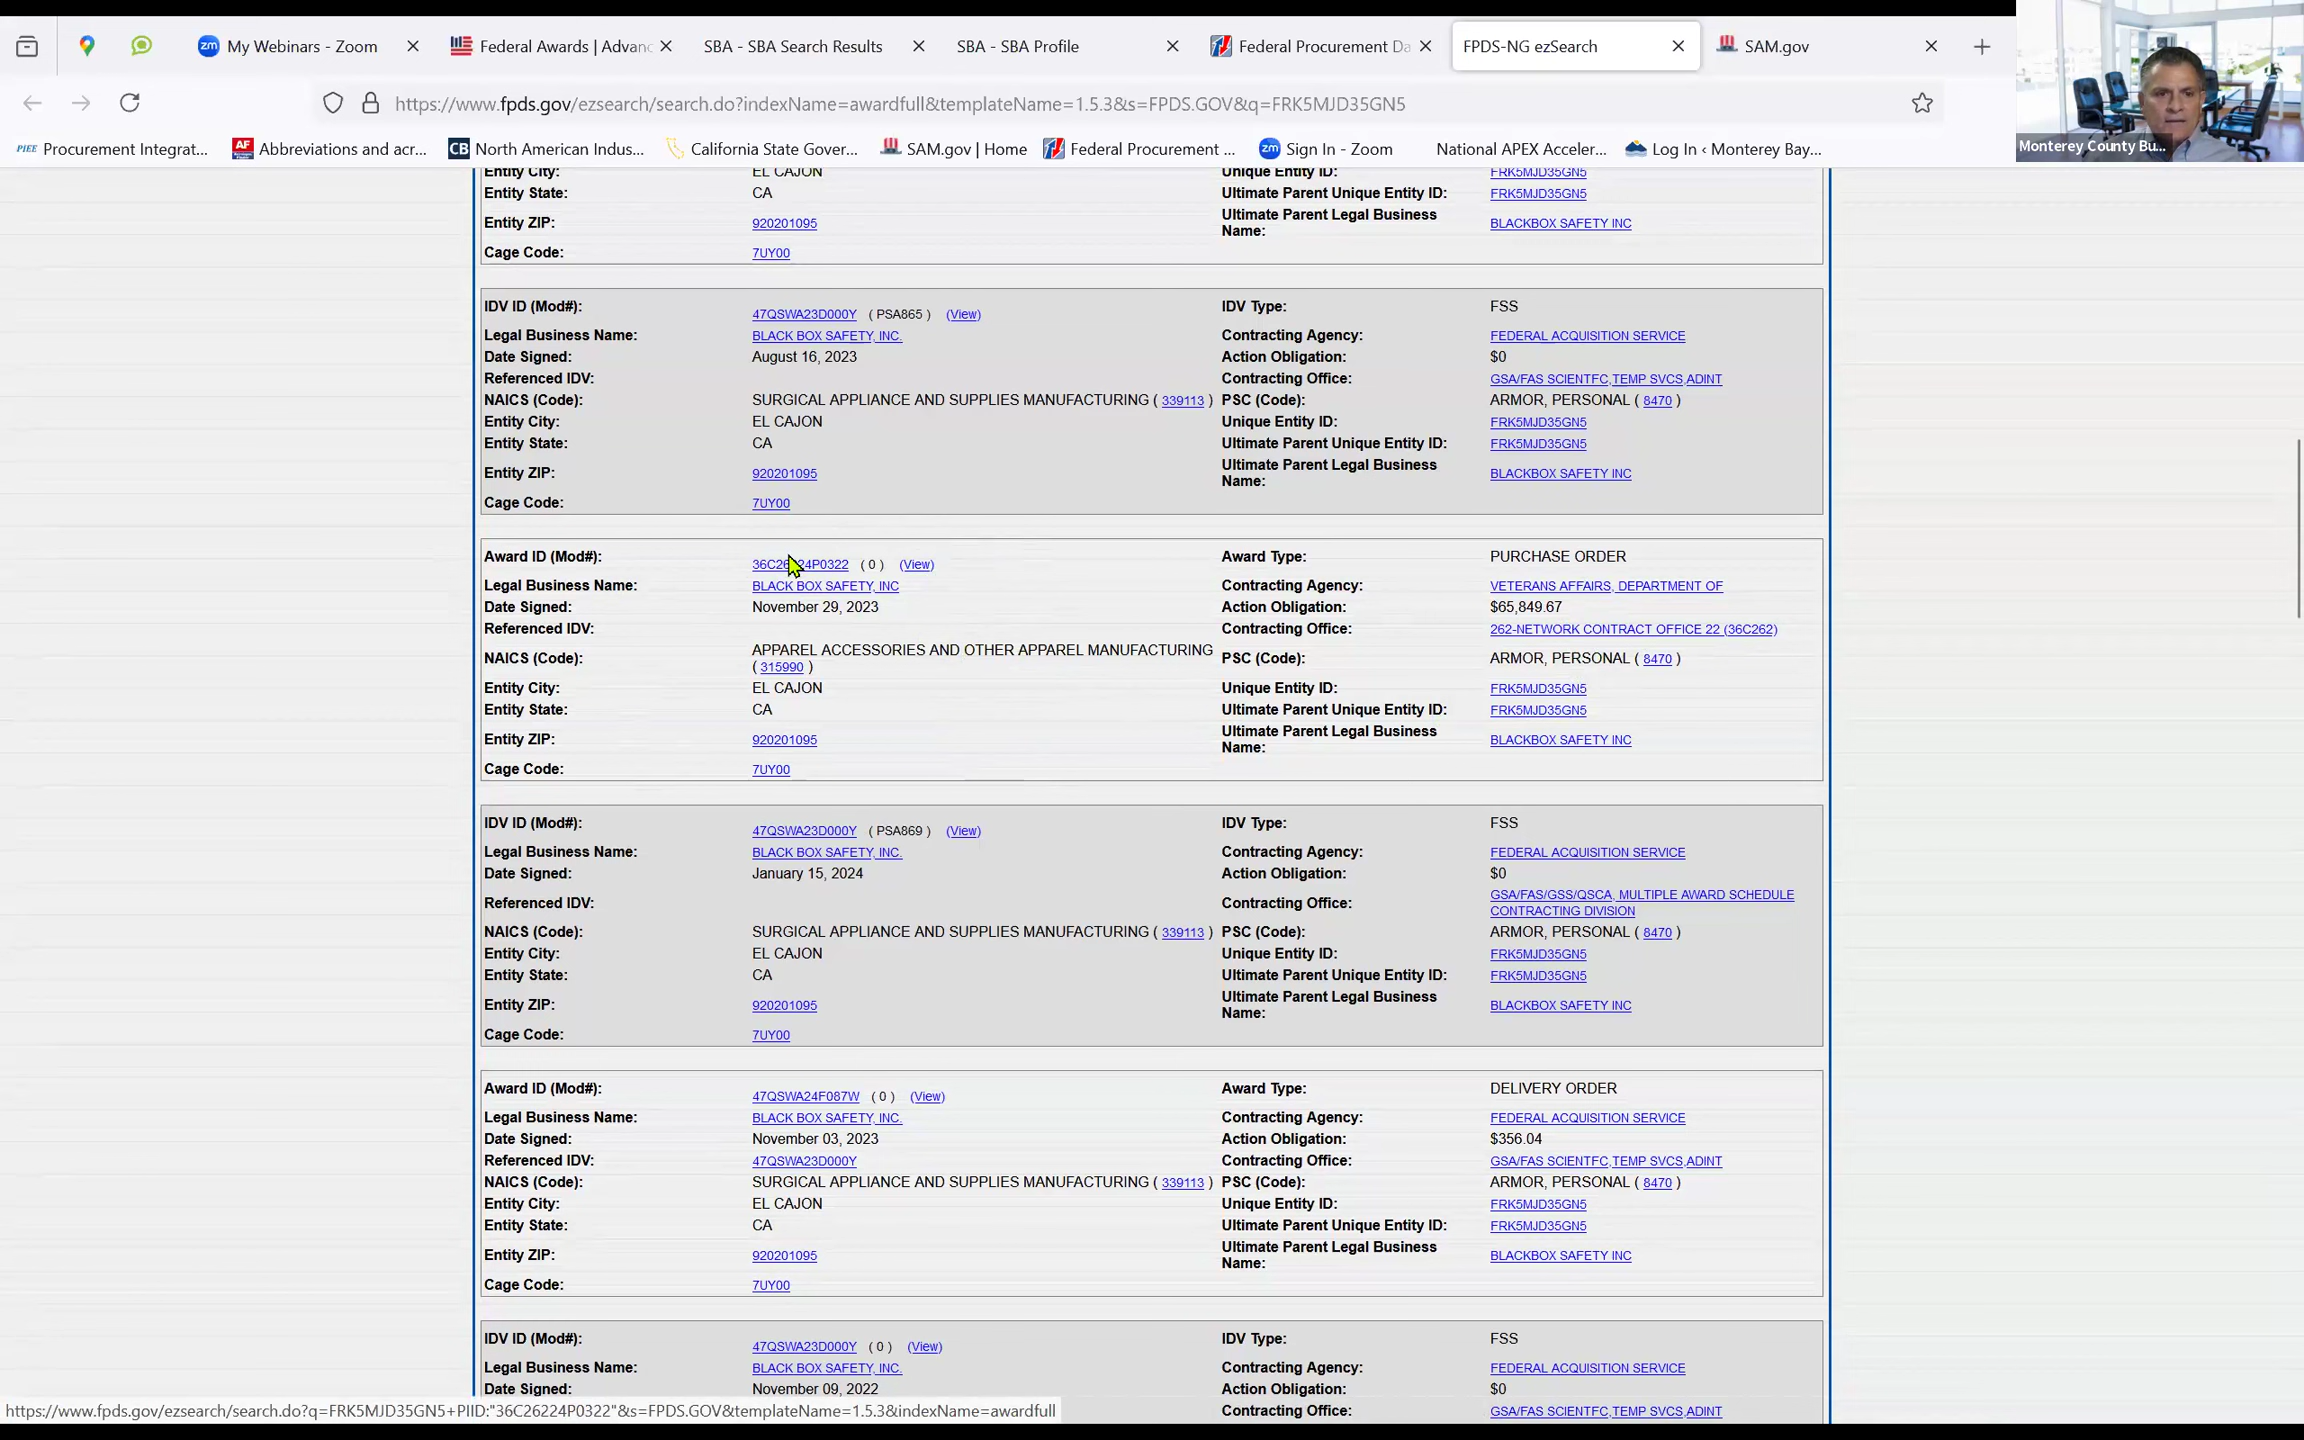 My Webinars - Zoom
Federal Awards | Advanc
SBA - SBA Search Results
SBA - SBA Profile
Federal Procurement Da
FPDS-NG ezSearch
SAM.gov
https://www.fpds.gov/ezsearch/search.do?indexName=awardfull&templateName=1.5.3&s=FPDS.GOV&q=FRK5MJD35GN5
Monterey County Bu...
PIEE Procurement Integrat...
AF Abbreviations and acr...
CB North American Indus...
California State Gover...
SAM.gov | Home
Federal Procurement ...
zm Sign In - Zoom
National APEX Acceler...
Log In ‹ Monterey Bay...
Entity City: EL CAJON Unique Entity ID: FRK5MJD35GN5
Entity State: CA Ultimate Parent Unique Entity ID: FRK5MJD35GN5
Entity ZIP: 920201095 Ultimate Parent Legal Business Name: BLACKBOX SAFETY INC
Cage Code: 7UY00
IDV ID (Mod#): 47QSWA23D000Y ( PSA865 ) (View) IDV Type: FSS
Legal Business Name: BLACK BOX SAFETY, INC. Contracting Agency: FEDERAL ACQUISITION SERVICE
Date Signed: August 16, 2023 Action Obligation: $0
Referenced IDV: Contracting Office: GSA/FAS SCIENTFC,TEMP SVCS,ADINT
NAICS (Code): SURGICAL APPLIANCE AND SUPPLIES MANUFACTURING ( 339113 ) PSC (Code): ARMOR, PERSONAL ( 8470 )
Entity City: EL CAJON Unique Entity ID: FRK5MJD35GN5
Entity State: CA Ultimate Parent Unique Entity ID: FRK5MJD35GN5
Entity ZIP: 920201095 Ultimate Parent Legal Business Name: BLACKBOX SAFETY INC
Cage Code: 7UY00
Award ID (Mod#): 36C26224P0322 ( 0 ) (View) Award Type: PURCHASE ORDER
Legal Business Name: BLACK BOX SAFETY, INC Contracting Agency: VETERANS AFFAIRS, DEPARTMENT OF
Date Signed: November 29, 2023 Action Obligation: $65,849.67
Referenced IDV: Contracting Office: 262-NETWORK CONTRACT OFFICE 22 (36C262)
NAICS (Code): APPAREL ACCESSORIES AND OTHER APPAREL MANUFACTURING ( 315990 ) PSC (Code): ARMOR, PERSONAL ( 8470 )
Entity City: EL CAJON Unique Entity ID: FRK5MJD35GN5
Entity State: CA Ultimate Parent Unique Entity ID: FRK5MJD35GN5
Entity ZIP: 920201095 Ultimate Parent Legal Business Name: BLACKBOX SAFETY INC
Cage Code: 7UY00
IDV ID (Mod#): 47QSWA23D000Y ( PSA869 ) (View) IDV Type: FSS
Legal Business Name: BLACK BOX SAFETY, INC. Contracting Agency: FEDERAL ACQUISITION SERVICE
Date Signed: January 15, 2024 Action Obligation: $0
Referenced IDV: Contracting Office: GSA/FAS/GSS/QSCA, MULTIPLE AWARD SCHEDULE CONTRACTING DIVISION
NAICS (Code): SURGICAL APPLIANCE AND SUPPLIES MANUFACTURING ( 339113 ) PSC (Code): ARMOR, PERSONAL ( 8470 )
Entity City: EL CAJON Unique Entity ID: FRK5MJD35GN5
Entity State: CA Ultimate Parent Unique Entity ID: FRK5MJD35GN5
Entity ZIP: 920201095 Ultimate Parent Legal Business Name: BLACKBOX SAFETY INC
Cage Code: 7UY00
Award ID (Mod#): 47QSWA24F087W ( 0 ) (View) Award Type: DELIVERY ORDER
Legal Business Name: BLACK BOX SAFETY, INC. Contracting Agency: FEDERAL ACQUISITION SERVICE
Date Signed: November 03, 2023 Action Obligation: $356.04
Referenced IDV: 47QSWA23D000Y Contracting Office: GSA/FAS SCIENTFC,TEMP SVCS,ADINT
NAICS (Code): SURGICAL APPLIANCE AND SUPPLIES MANUFACTURING ( 339113 ) PSC (Code): ARMOR, PERSONAL ( 8470 )
Entity City: EL CAJON Unique Entity ID: FRK5MJD35GN5
Entity State: CA Ultimate Parent Unique Entity ID: FRK5MJD35GN5
Entity ZIP: 920201095 Ultimate Parent Legal Business Name: BLACKBOX SAFETY INC
Cage Code: 7UY00
IDV ID (Mod#): 47QSWA23D000Y ( 0 ) (View) IDV Type: FSS
Legal Business Name: BLACK BOX SAFETY, INC. Contracting Agency: FEDERAL ACQUISITION SERVICE
Date Signed: November 09, 2022 Action Obligation: $0
Contracting Office: GSA/FAS SCIENTFC,TEMP SVCS,ADINT
https://www.fpds.gov/ezsearch/search.do?q=FRK5MJD35GN5+PIID:"36C26224P0322"&s=FPDS.GOV&templateName=1.5.3&indexName=awardfull